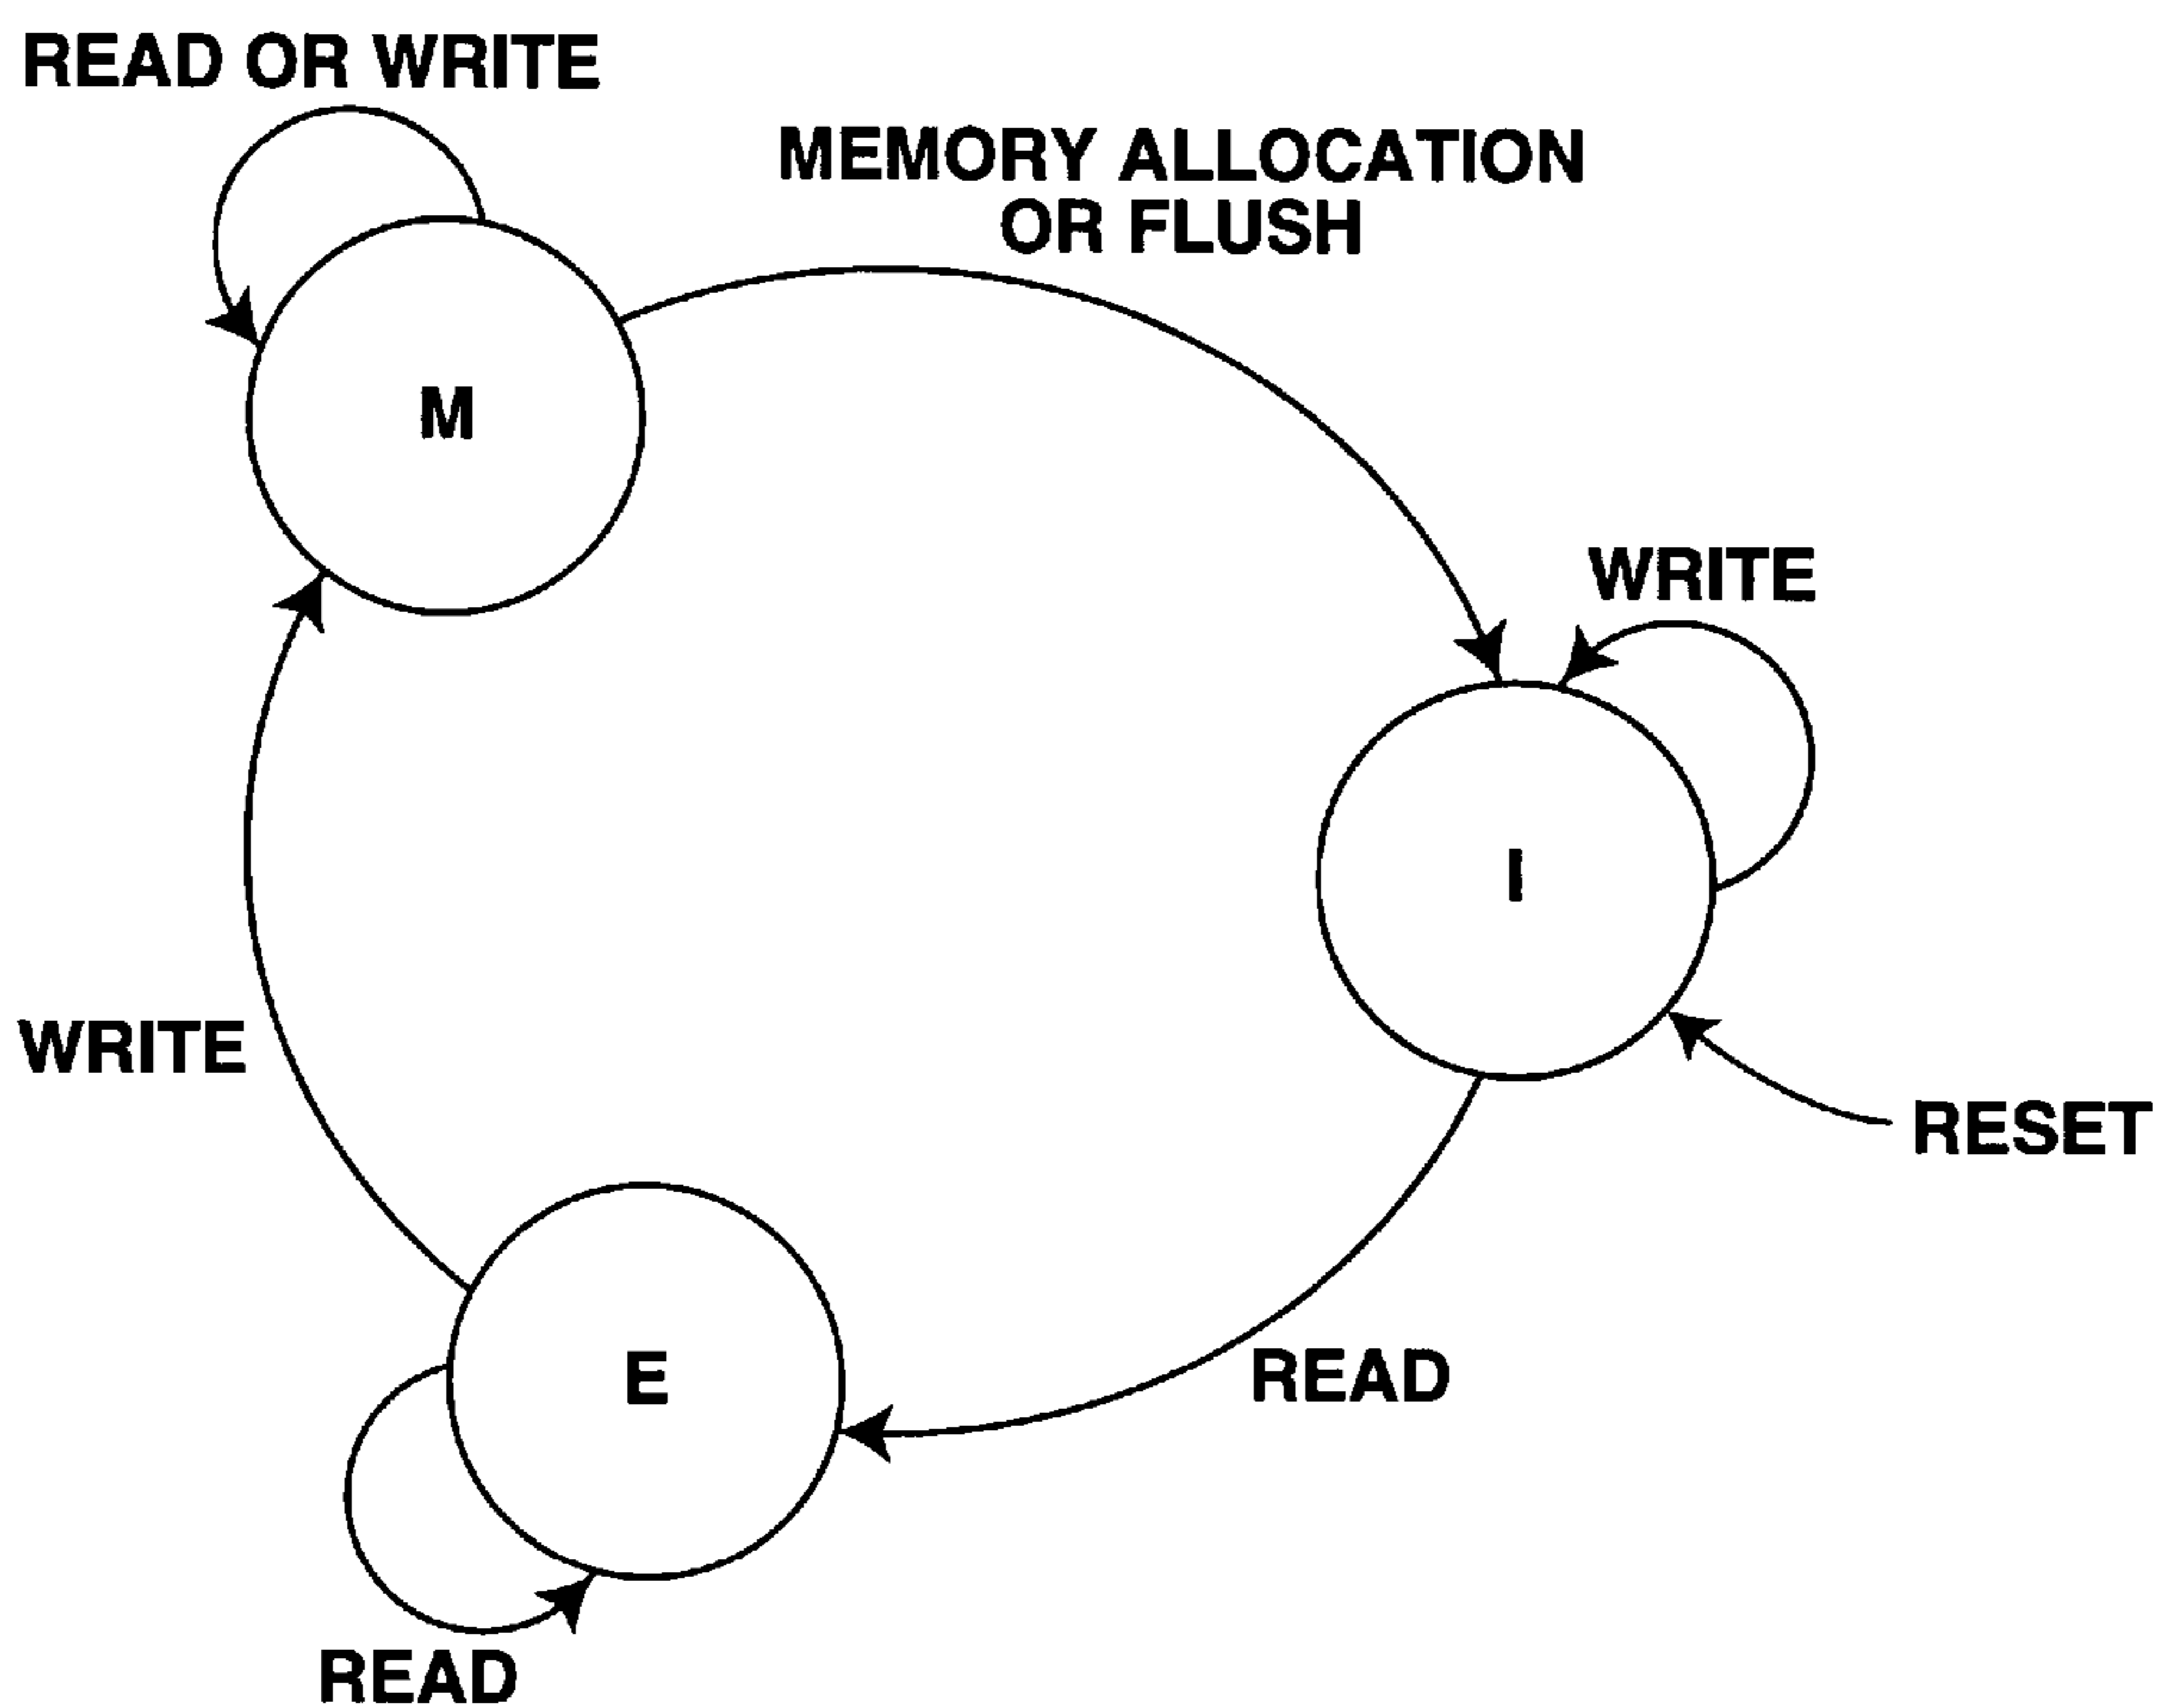 READ OR WRITE
MEMORY ALLOCATION
OR FLUSH
M
WRITE
I
WRITE
RESET
E
READ
READ